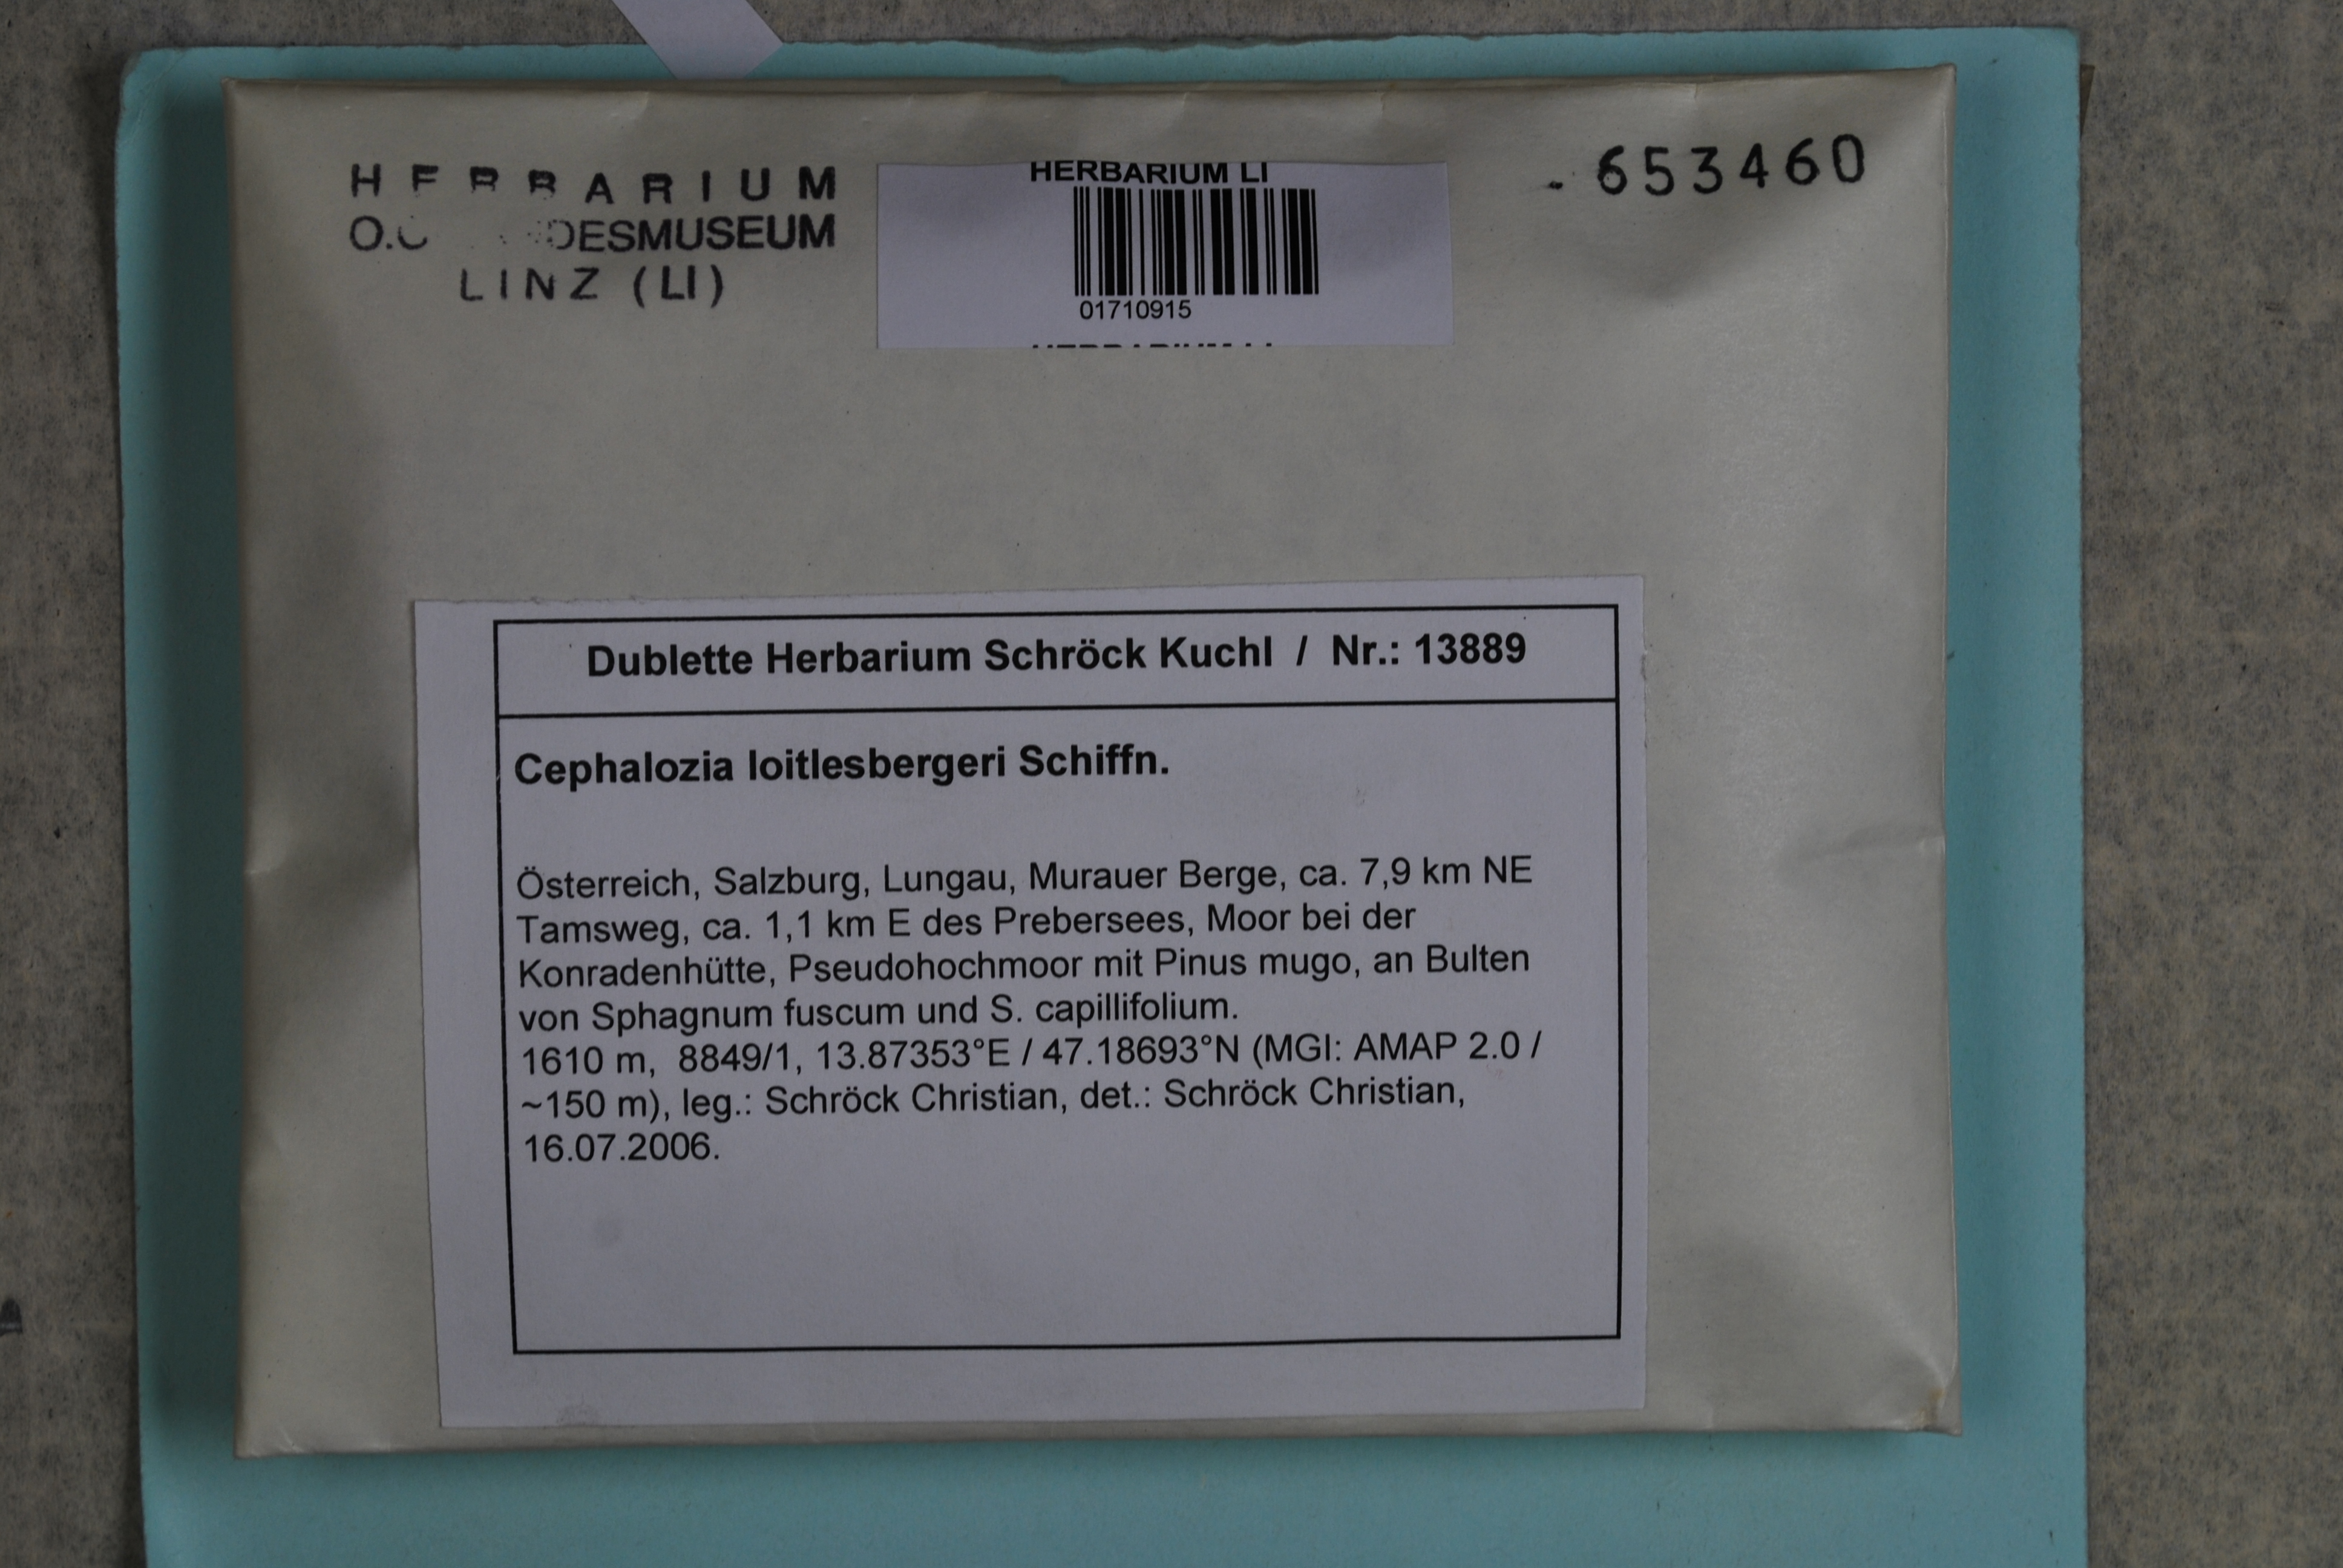 HERBARIUM
DESMUSEUM
LINZ (LI)
HERBARIUM LI
01710915
653460
Dublette Herbarium Schröck Kuchl / Nr.: 13889
Cephalozia loitlesbergeri Schiffn.
Österreich, Salzburg, Lungau, Murauer Berge, ca. 7,9 km NE
Tamsweg, ca. 1,1 km E des Prebersees, Moor bei der
Konradenhütte, Pseudohochmoor mit Pinus mugo, an Bulten
von Sphagnum fuscum und S. capillifolium.
1610 m, 8849/1, 13.87353°E / 47.18693°N (MGI: AMAP 2.0 /
~150 m), leg.: Schröck Christian, det.: Schröck Christian,
16.07.2006.